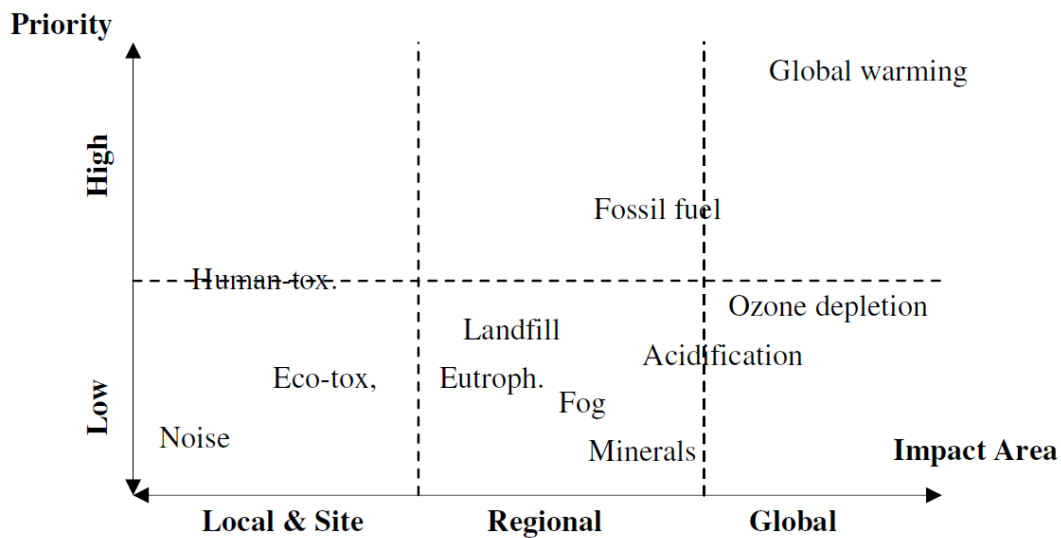 Priority
Global warming
High
Fossil fuel
Human-tox.
Ozone depletion
Landfill
Acidification
Eco-tox,
Eutroph.
Low
Fog
Noise
Minerals
Impact Area
Local & Site
Regional
Global